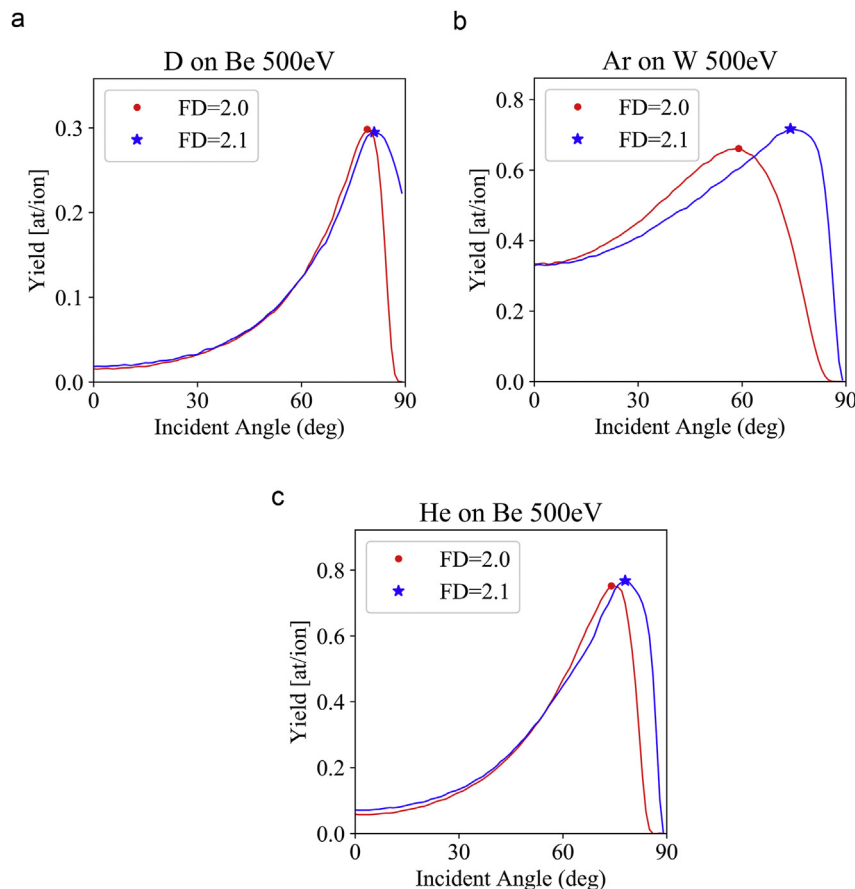 a
D on Be 500eV
FD=2.0
FD=2.1
Yield [at/ion]
0.3
0.2
0.1
0.0
0 30 60 90
Incident Angle (deg)
b
Ar on W 500eV
FD=2.0
FD=2.1
Yield [at/ion]
0.8
0.6
0.4
0.2
0.0
0 30 60 90
Incident Angle (deg)
c
He on Be 500eV
FD=2.0
FD=2.1
Yield [at/ion]
0.8
0.6
0.4
0.2
0.0
0 30 60 90
Incident Angle (deg)